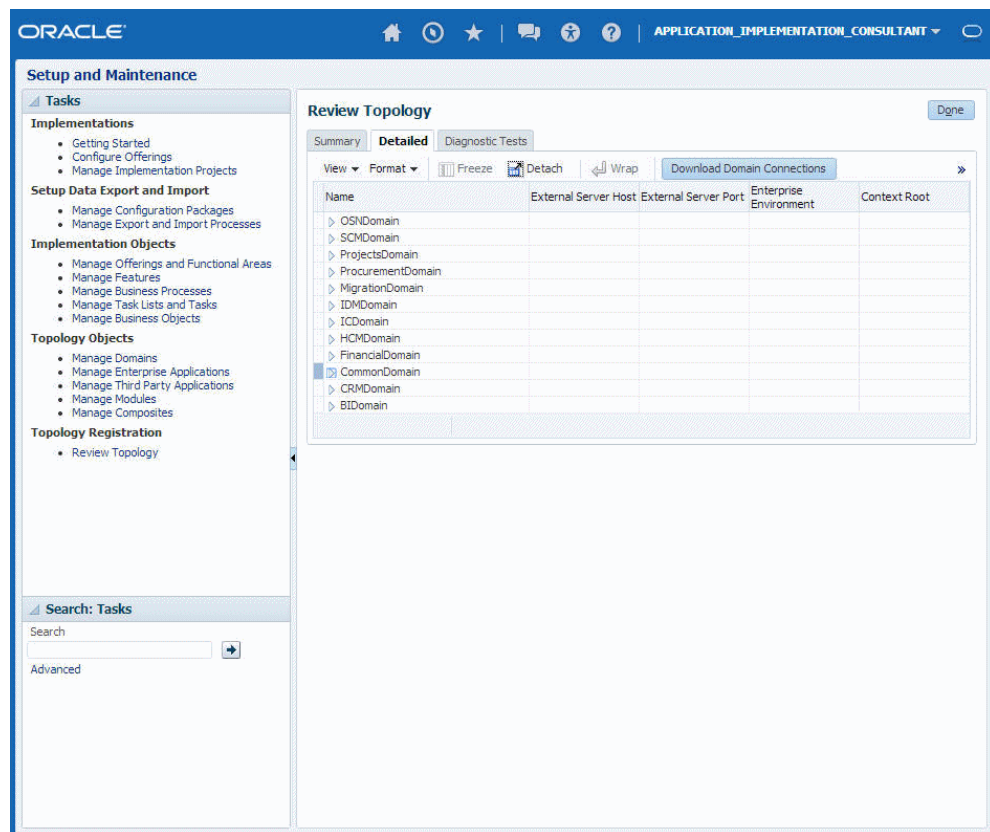 ORACLE
APPLICATION_IMPLEMENTATION_CONSULTANT
Setup and Maintenance
Tasks
Implementations
Getting Started
Configure Offerings
Manage Implementation Projects
Setup Data Export and Import
Manage Configuration Packages
Manage Export and Import Processes
Implementation Objects
Manage Offerings and Functional Areas
Manage Features
Manage Business Processes
Manage Task Lists and Tasks
Manage Business Objects
Topology Objects
Manage Domains
Manage Enterprise Applications
Manage Third Party Applications
Manage Modules
Manage Composites
Topology Registration
Review Topology
Search: Tasks
Search
Advanced
Review Topology
Done
Summary Detailed Diagnostic Tests
View Format Freeze Detach Wrap Download Domain Connections »
Name External Server Host External Server Port Enterprise Environment Context Root
OSNDomain
SCMDomain
ProjectsDomain
ProcurementDomain
MigrationDomain
IDMDomain
ICDomain
HCMDomain
FinancialDomain
CommonDomain
CRMDomain
BIDomain